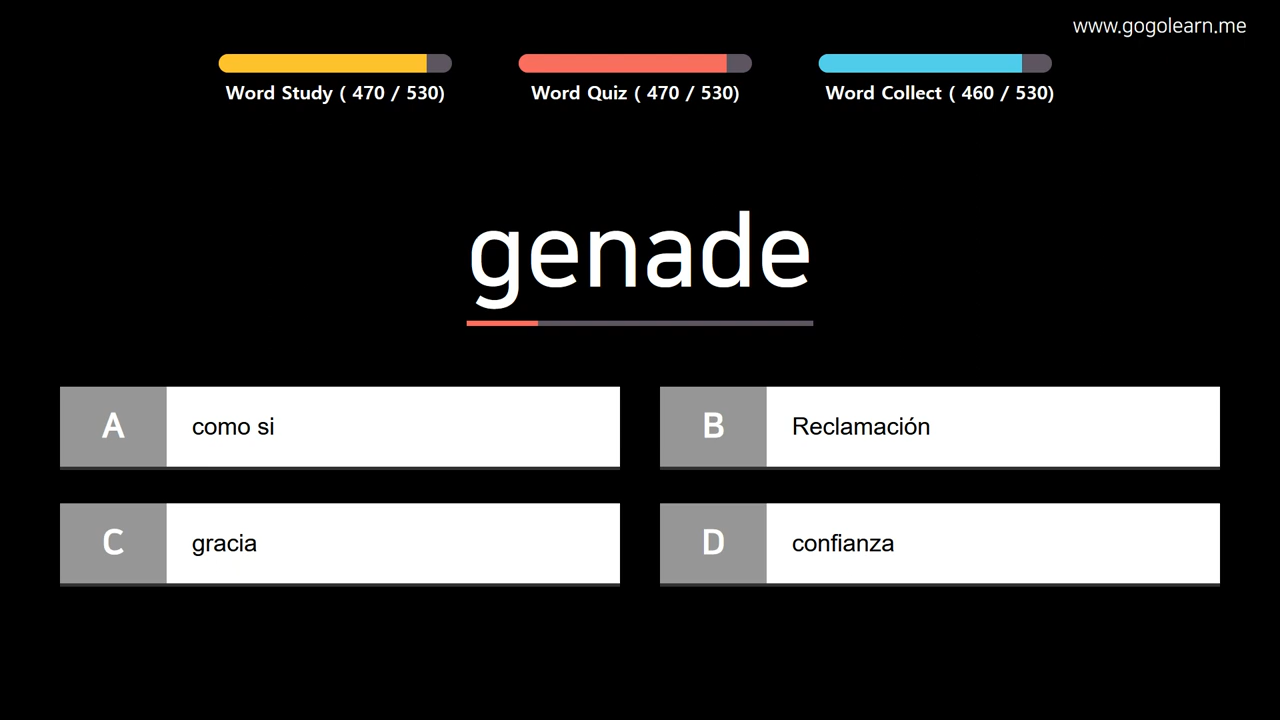 www.gogolearn.me
Word Study ( 470 / 530)
Word Quiz ( 470 / 530)
Word Collect ( 460 / 530)
genade
A
como si
B
Reclamación
C
gracia
D
confianza